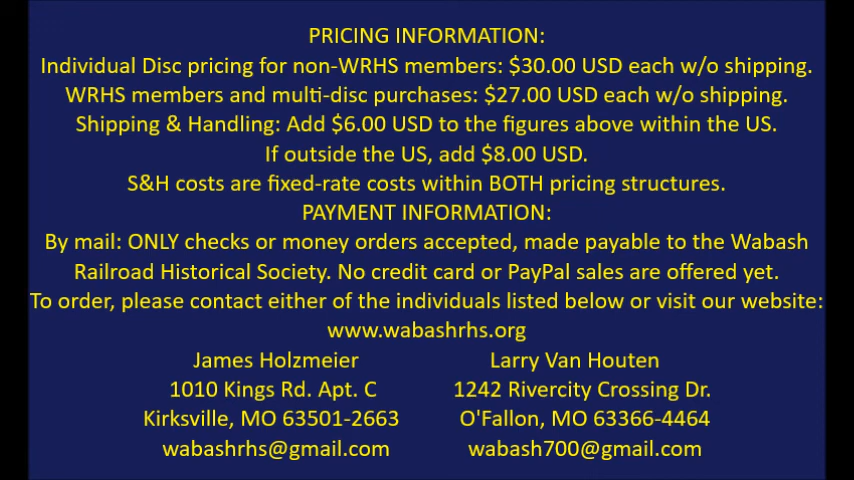 PRICING INFORMATION:
Individual Disc pricing for non-WRHS members: $30.00 USD each w/o shipping.
WRHS members and multi-disc purchases: $27.00 USD each w/o shipping.
Shipping & Handling: Add $6.00 USD to the figures above within the US.
If outside the US, add $8.00 USD.
S&H costs are fixed-rate costs within BOTH pricing structures.
PAYMENT INFORMATION:
By mail: ONLY checks or money orders accepted, made payable to the Wabash
Railroad Historical Society. No credit card or PayPal sales are offered yet.
To order, please contact either of the individuals listed below or visit our website:
www.wabashrhs.org
James Holzmeier
1010 Kings Rd. Apt. C
Kirksville, MO 63501-2663
wabashrhs@gmail.com
Larry Van Houten
1242 Rivercity Crossing Dr.
O'Fallon, MO 63366-4464
wabash700@gmail.com